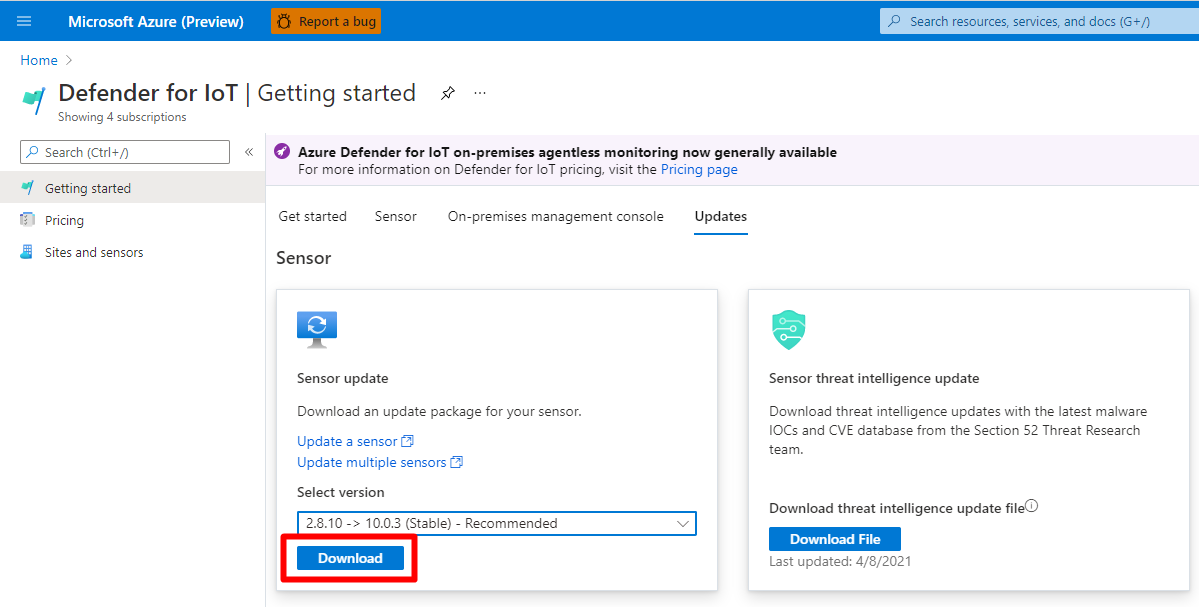 Microsoft Azure (Preview)
Report a bug
Search resources, services, and docs (G+/)
Home
Defender for IoT | Getting started
Showing 4 subscriptions
Search (Ctrl+/)
Getting started
Pricing
Sites and sensors
Azure Defender for IoT on-premises agentless monitoring now generally available
For more information on Defender for IoT pricing, visit the Pricing page
Get started
Sensor
On-premises management console
Updates
Sensor
Sensor update
Download an update package for your sensor.
Update a sensor
Update multiple sensors
Select version
2.8.10 -> 10.0.3 (Stable) - Recommended
Download
Sensor threat intelligence update
Download threat intelligence updates with the latest malware
IOCs and CVE database from the Section 52 Threat Research
team.
Download threat intelligence update file
Download File
Last updated: 4/8/2021